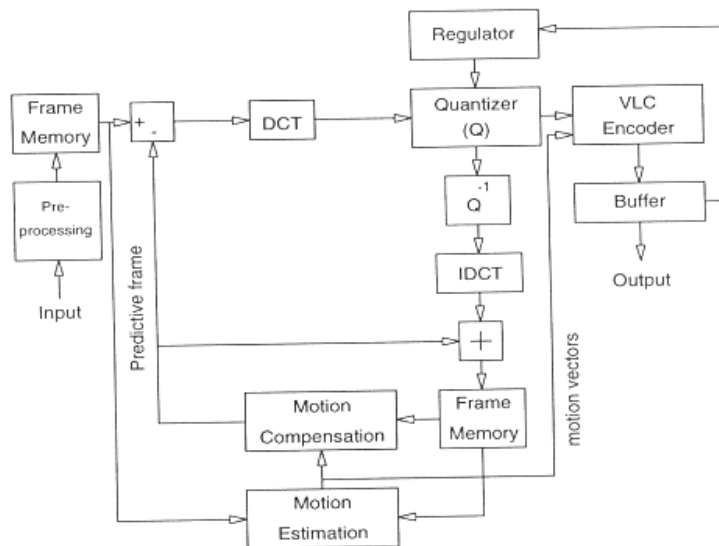 Regulator
Frame
Memory
+
-
DCT
Quantizer
(Q)
VLC
Encoder
Pre-
processing
Q-1
Buffer
Input
Predictive frame
IDCT
Output
+
motion vectors
Motion
Compensation
Frame
Memory
Motion
Estimation